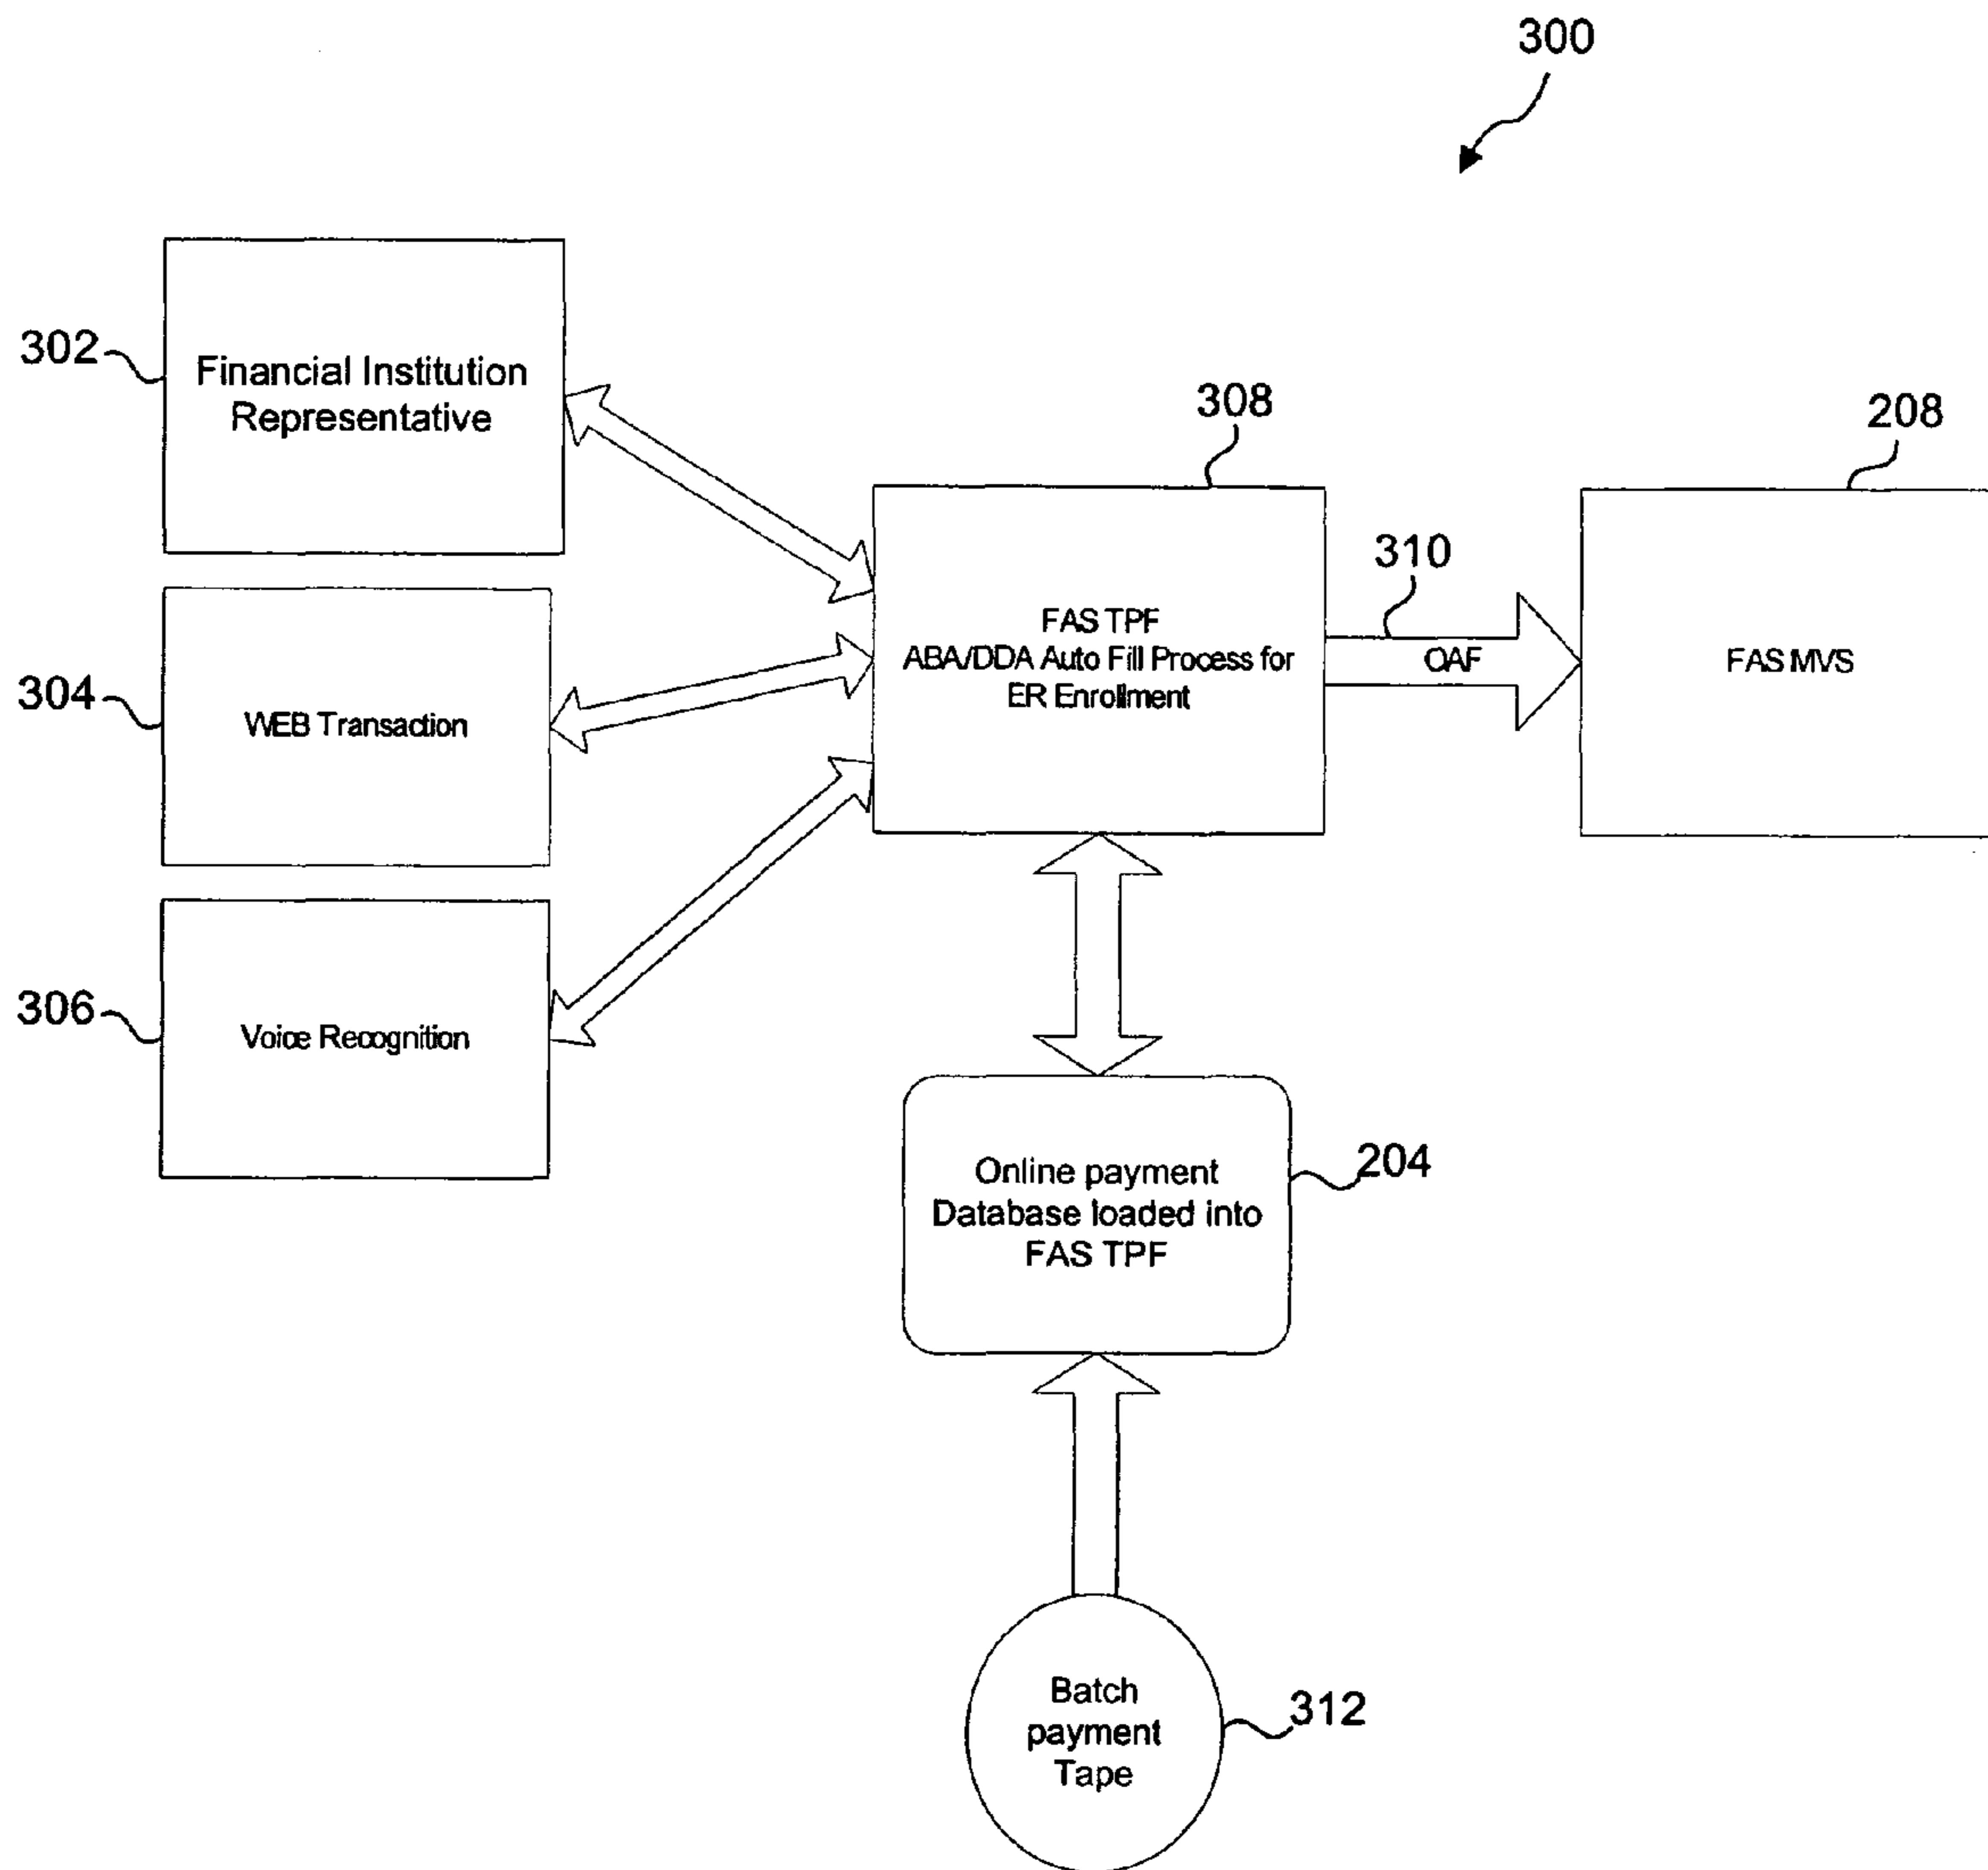 300
302
Financial Institution
Representative
308
208
310
FAS TPF
ABA/DDA Auto Fill Process for
ER Enrollment
OAF
FAS MVS
304
WEB Transaction
306
Voice Recognition
Online payment
Database loaded into
FAS TPF
204
Batch
payment
Tape
312